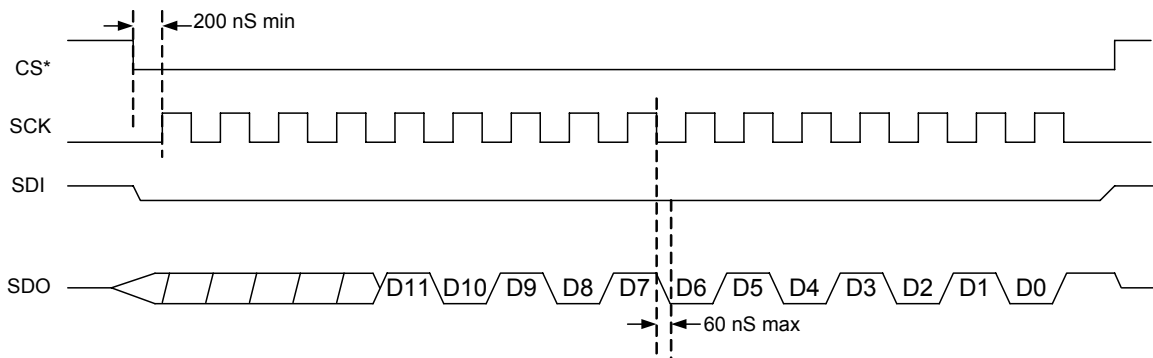 200 nS min
CS*
SCK
SDI
SDO
D11 D10 D9 D8 D7 D6 D5 D4 D3 D2 D1 D0
60 nS max